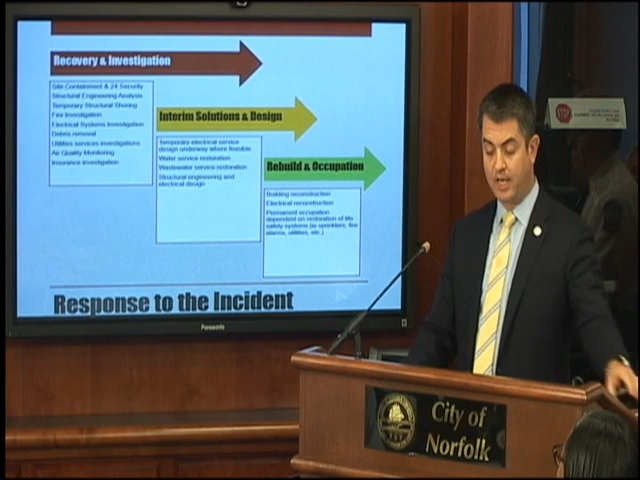 Recovery & Investigation
Site Containment & 24 Security
Structural Engineering Analysis
Temporary Structural Shoring
Fire Investigation
Electrical Systems Investigation
Debris removal
Utilities services investigations
Air Quality Monitoring
Insurance investigation
Interim Solutions & Design
Temporary electrical service
design underway where feasible
Water service restoration
Wastewater service restoration
Structural engineering and
electrical design
Rebuild & Occupation
Building reconstruction
Electrical reconstruction
Permanent occupation
dependent on restoration of life
safety systems (ie sprinklers, fire
alarms, utilities, etc.)
Response to the Incident
Panasonic
STOP
City of
Norfolk